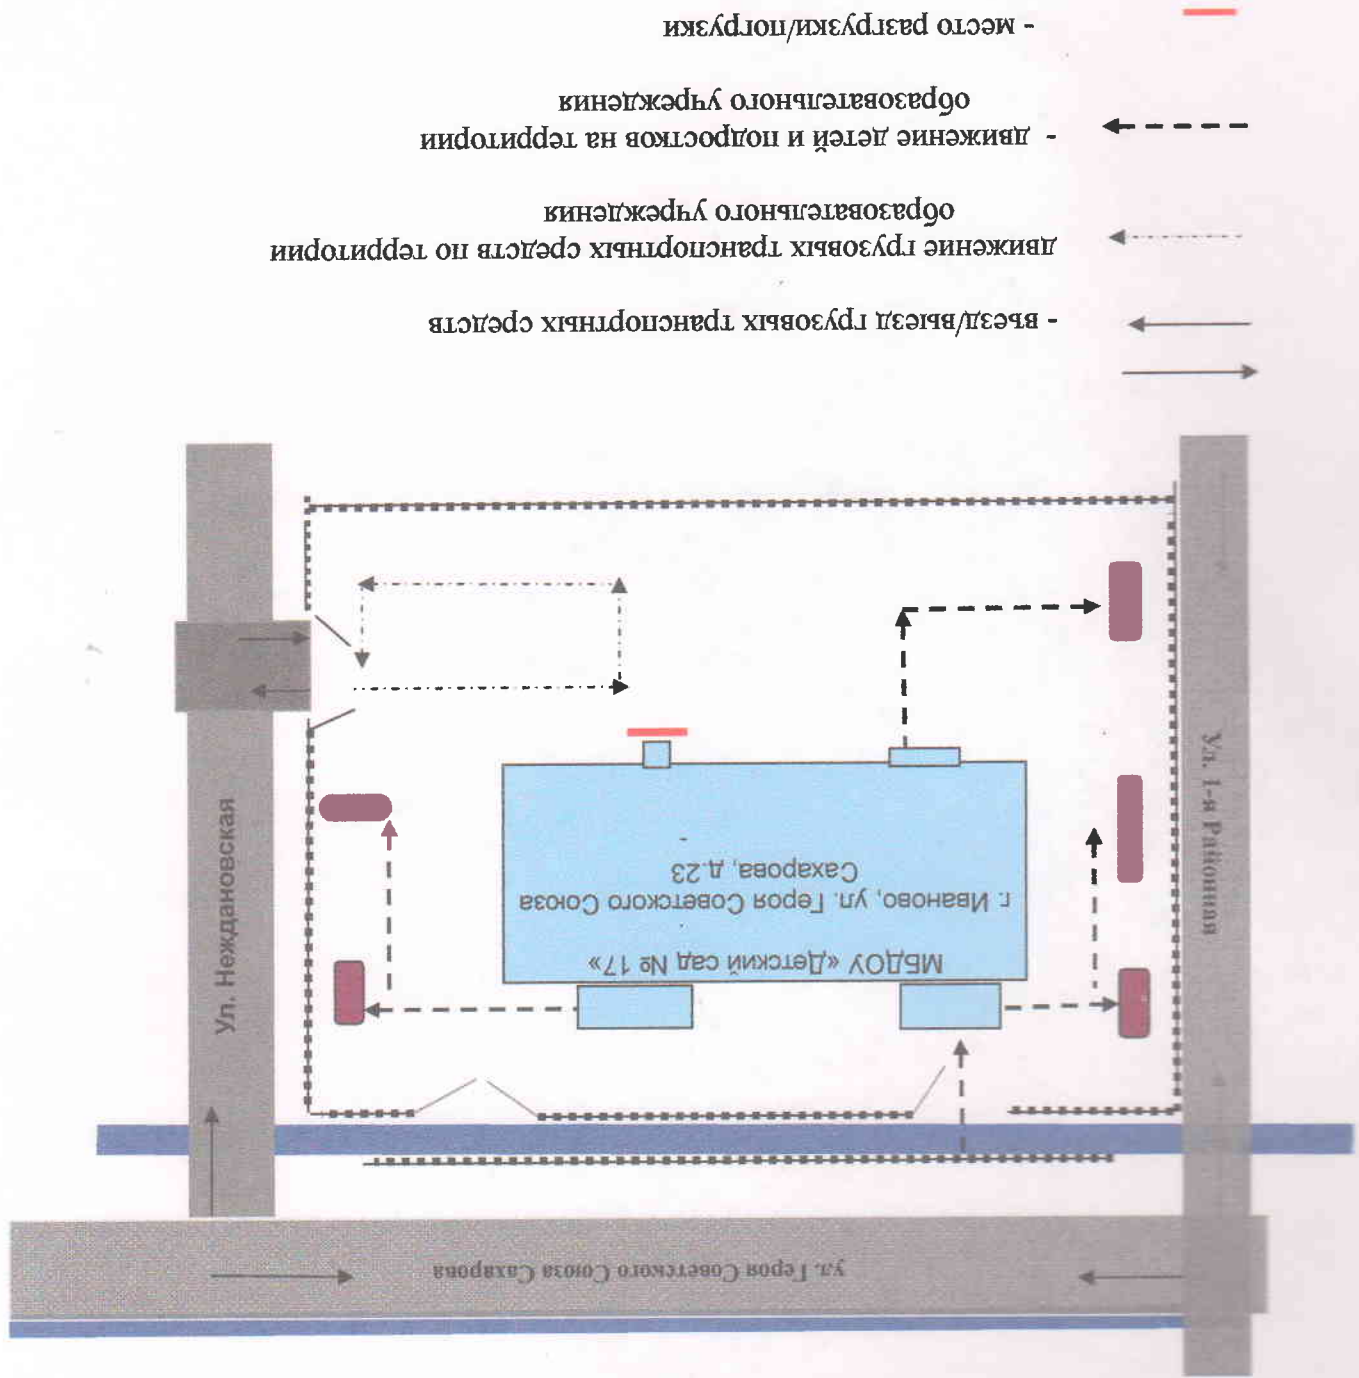 ул. Героя Советского Союза Сахарова
Ул. 1-я Районная
Ул. Неждановская
МБДОУ «Детский сад № 17»
г. Иваново, ул. Героя Советского Союза
Сахарова, д.23
- въезд/выезд грузовых транспортных средств
движение грузовых транспортных средств по территории
образовательного учреждения
- движение детей и подростков на территории
образовательного учреждения
- место разгрузки/погрузки